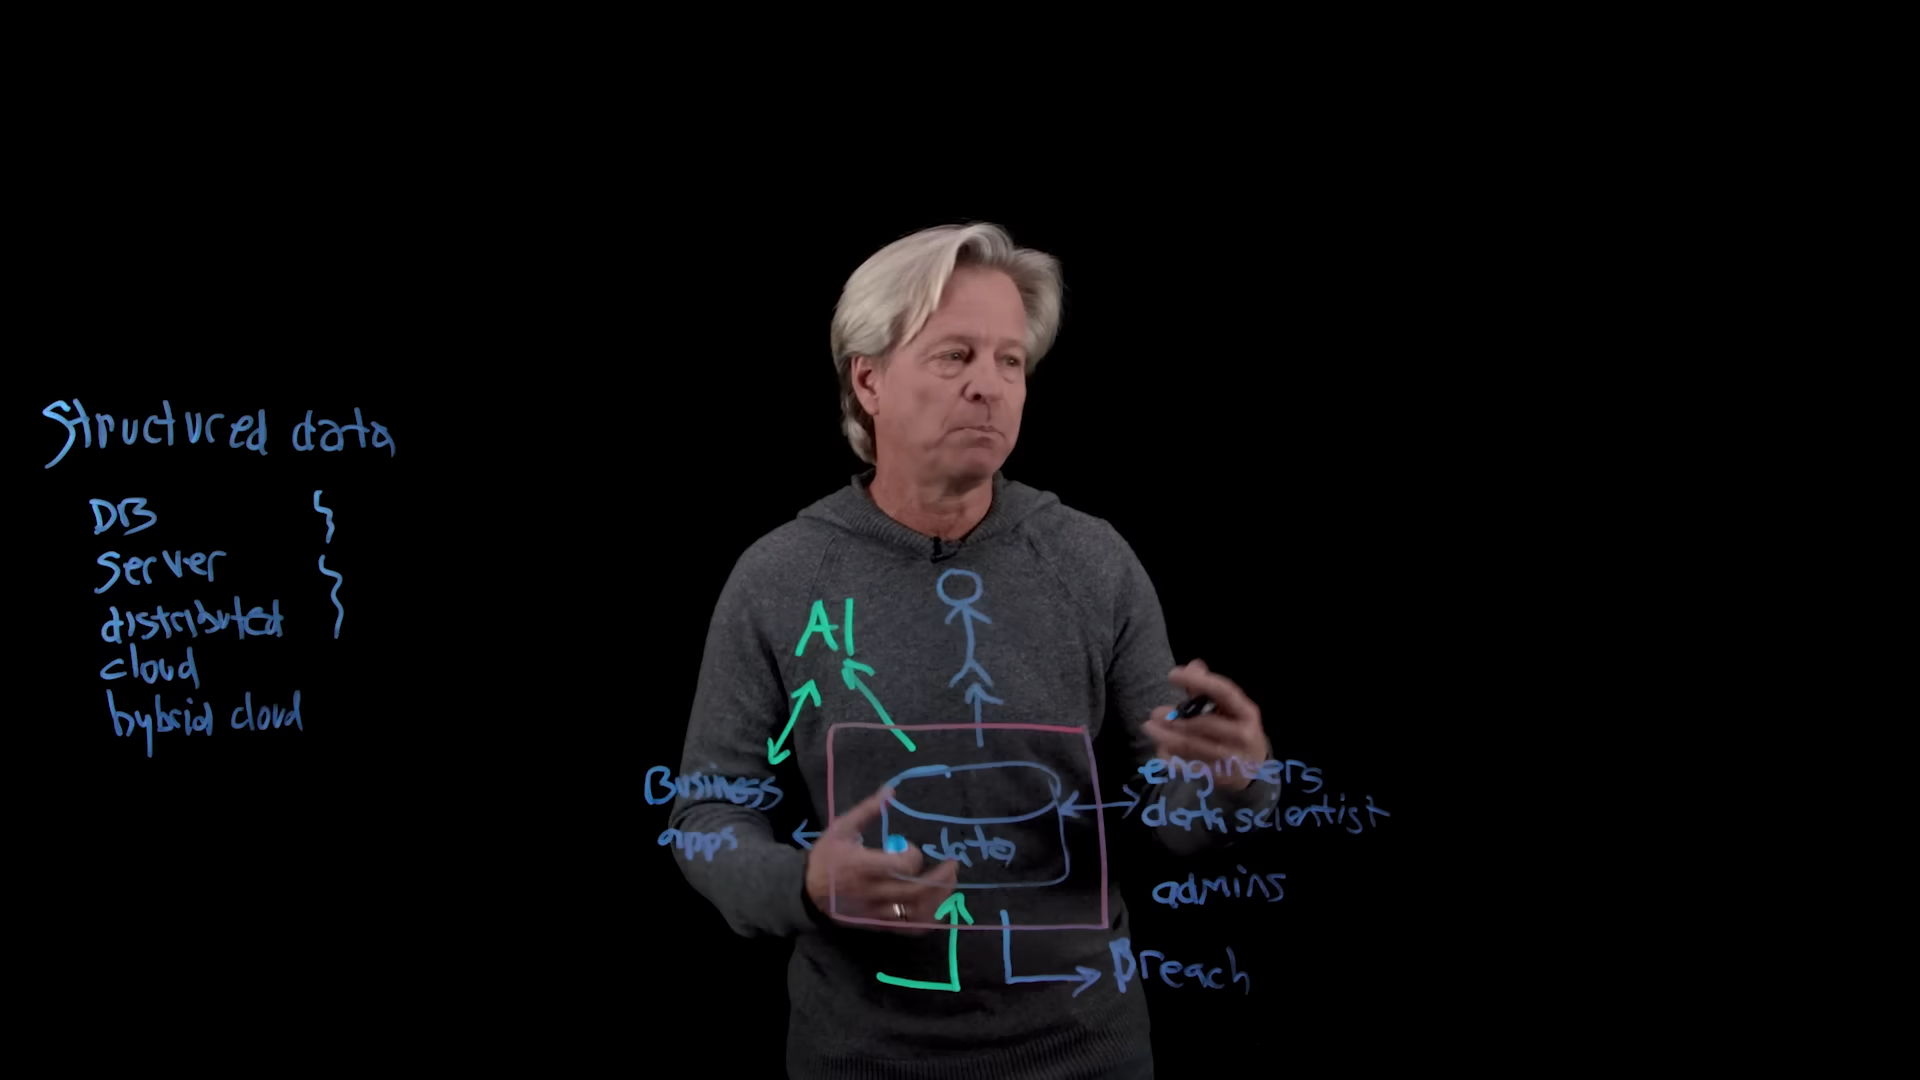 Structured data
DB
Server
distributed
cloud
hybrid cloud
AI
Business
apps
data
engineers
data scientist
admins
Breach